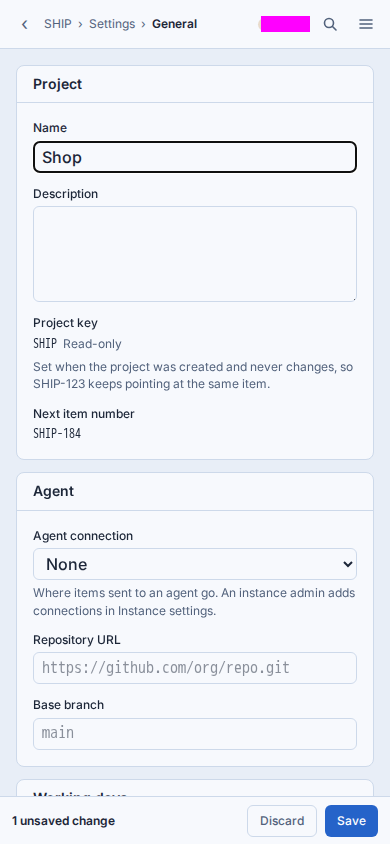 SHIP › Settings › General
Project
Name
Shop
Description
Project key
SHIP Read-only
Set when the project was created and never changes, so
SHIP-123 keeps pointing at the same item.
Next item number
SHIP-184
Agent
Agent connection
None
Where items sent to an agent go. An instance admin adds
connections in Instance settings.
Repository URL
https://github.com/org/repo.git
Base branch
main
1 unsaved change
Discard
Save